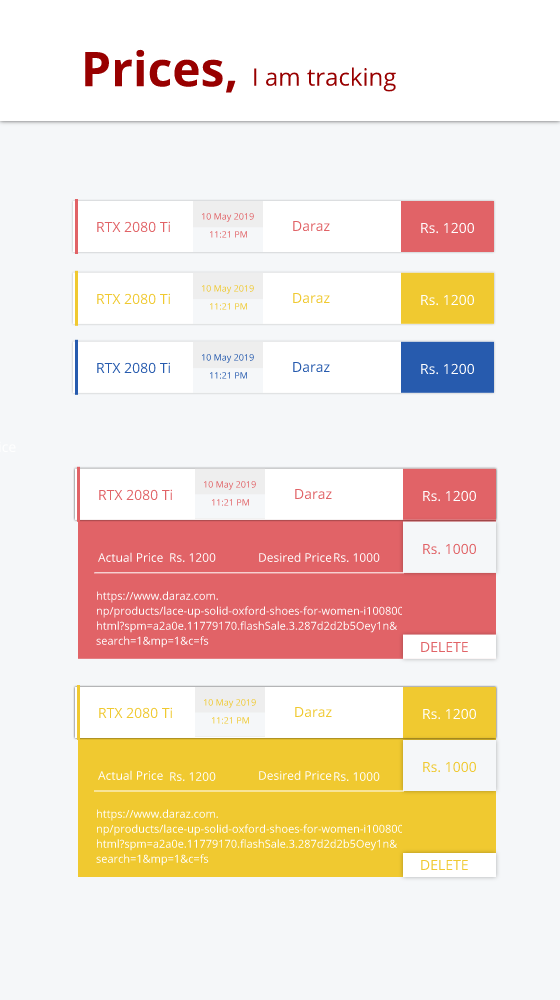 Prices, I am tracking
RTX 2080 Ti
10 May 2019
11:21 PM
Daraz
Rs. 1200
RTX 2080 Ti
10 May 2019
11:21 PM
Daraz
Rs. 1200
RTX 2080 Ti
10 May 2019
11:21 PM
Daraz
Rs. 1200
RTX 2080 Ti
10 May 2019
11:21 PM
Daraz
Rs. 1200
Actual Price Rs. 1200 Desired Price Rs. 1000
Rs. 1000
https://www.daraz.com.
np/products/lace-up-solid-oxford-shoes-for-women-i100800
html?spm=a2a0e.11779170.flashSale.3.287d2d2b5Oey1n&
search=1&mp=1&c=fs
DELETE
RTX 2080 Ti
10 May 2019
11:21 PM
Daraz
Rs. 1200
Actual Price Rs. 1200 Desired Price Rs. 1000
Rs. 1000
https://www.daraz.com.
np/products/lace-up-solid-oxford-shoes-for-women-i100800
html?spm=a2a0e.11779170.flashSale.3.287d2d2b5Oey1n&
search=1&mp=1&c=fs
DELETE